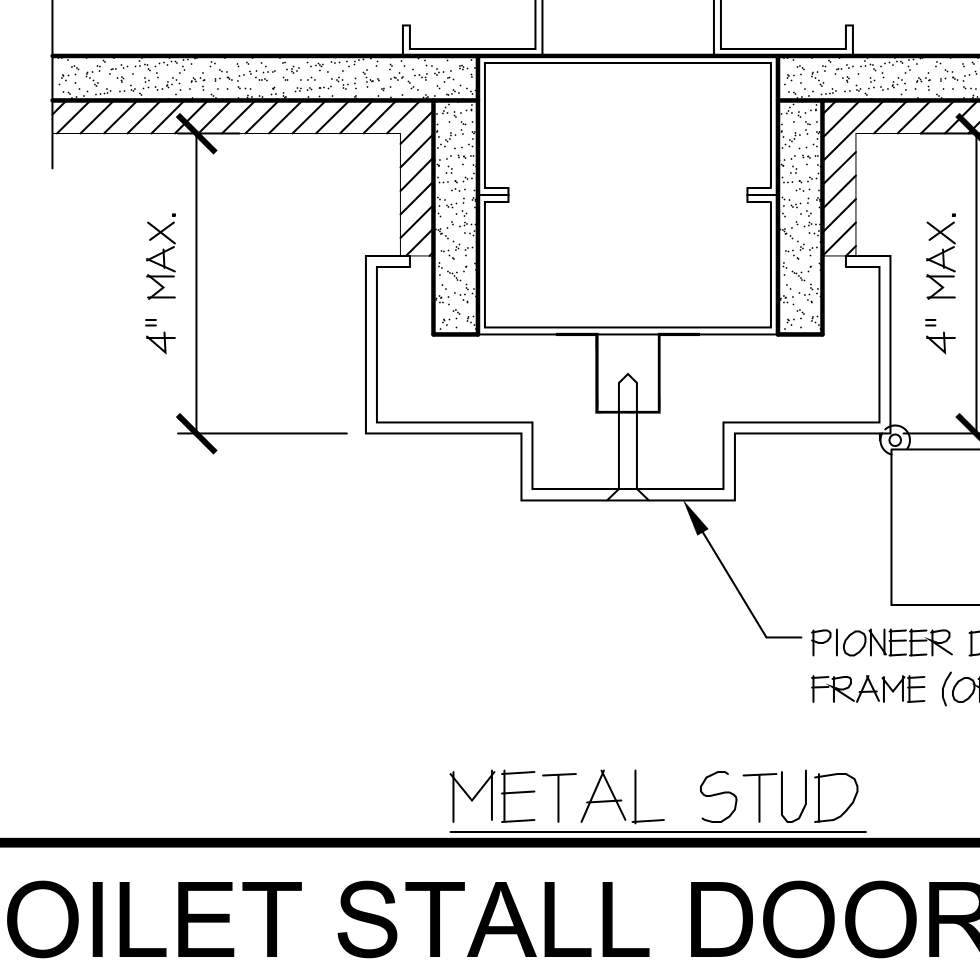 4" MAX.
4" MAX.
PIONEER
FRAME
METAL STUD
OILET STALL DOOR